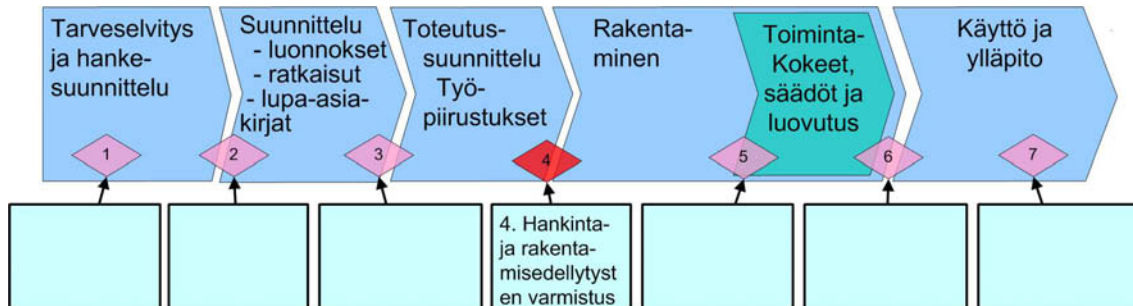 Tarveselvitys
ja hanke-
suunnittelu
Suunnittelu
- luonnokset
- ratkaisut
- lupa-asia-
kirjat
Toteutus-
suunnittelu
Työ-
piirustukset
Rakenta-
minen
Toiminta-
Kokeet,
säädöt ja
luovutus
Käyttö ja
ylläpito
1
2
3
4
5
6
7
4. Hankinta-
ja rakenta-
misedellytyst
en varmistus